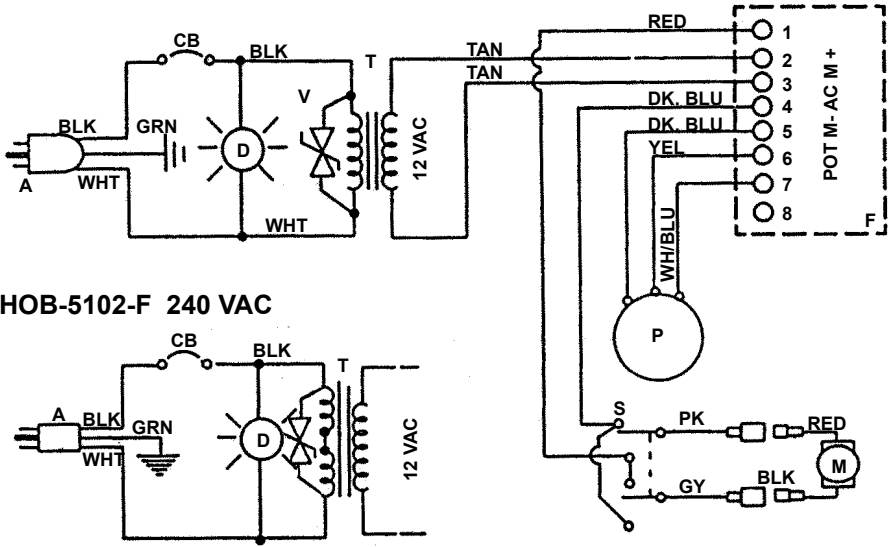 CB
BLK
T
V
BLK
GRN
D
A
WHT
WHT
12 VAC
RED
TAN
TAN
DK. BLU
DK. BLU
YEL
WH/BLU
1
2
3
4
5
6
7
8
POT M- AC M +
F
P
HOB-5102-F 240 VAC
CB
BLK
T
A
BLK
GRN
D
WHT
12 VAC
S
PK
RED
M
GY
BLK